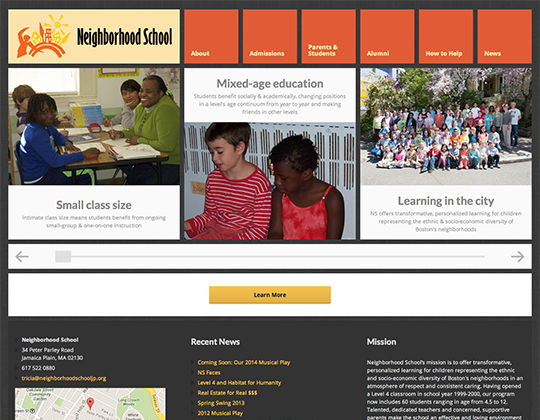 Neighborhood School
About
Admissions
Parents &
Students
Alumni
How to Help
News
Small class size
Intimate class size means students benefit from ongoing
small-group & one-on-one instruction
Mixed-age education
Students benefit socially & academically, changing positions
in a level's age continuum from year to year and making
friends in other levels
Learning in the city
NS offers transformative, personalized learning for children
representing the ethnic & socio-economic diversity of
Boston's neighborhoods
Learn More
Neighborhood School
34 Peter Parley Road
Jamaica Plain, MA 02130
617 522 0880
tricia@neighborhoodschooljp.org
Recent News
Coming Soon: Our 2014 Musical Play
NS Faces
Level 4 and Habitat for Humanity
Real Estate for Real $$$
Spring Swing 2013
2012 Musical Play
Mission
Neighborhood School's mission is to offer transformative,
personalized learning for children representing the ethnic
and socio-economic diversity of Boston's neighborhoods in an
atmosphere of respect and consistent caring. Having opened
a Level 4 classroom in school year 1999-2000, our program
now includes 60 students ranging in age from 4.5 to 12.
Talented, dedicated teachers and concerned, supportive
parents make the school an effective and loving environment